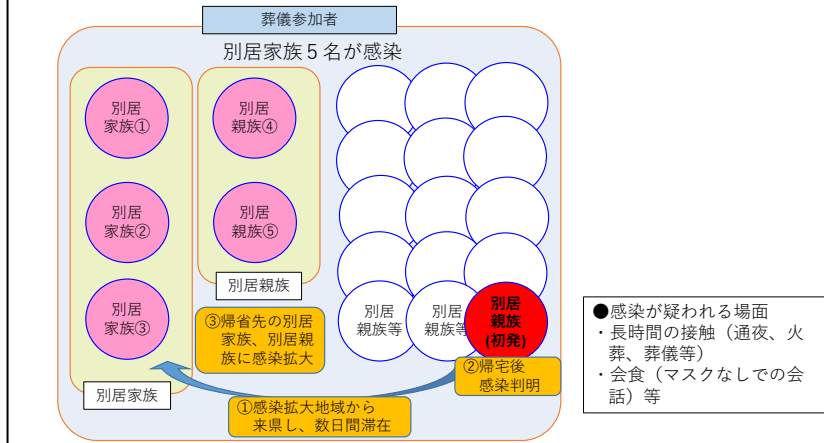 葬儀参加者
別居家族５名が感染
別居
家族①
別居
家族②
別居
家族③
別居家族
別居
親族④
別居
親族⑤
別居親族
別居
親族等
別居
親族等
別居
親族
(初発)
③帰省先の別居
家族、別居親
族に感染拡大
②帰宅後
感染判明
①感染拡大地域から
来県し、数日間滞在
●感染が疑われる場面
・長時間の接触（通夜、火
葬、葬儀等）
・会食（マスクなしでの会
話）等